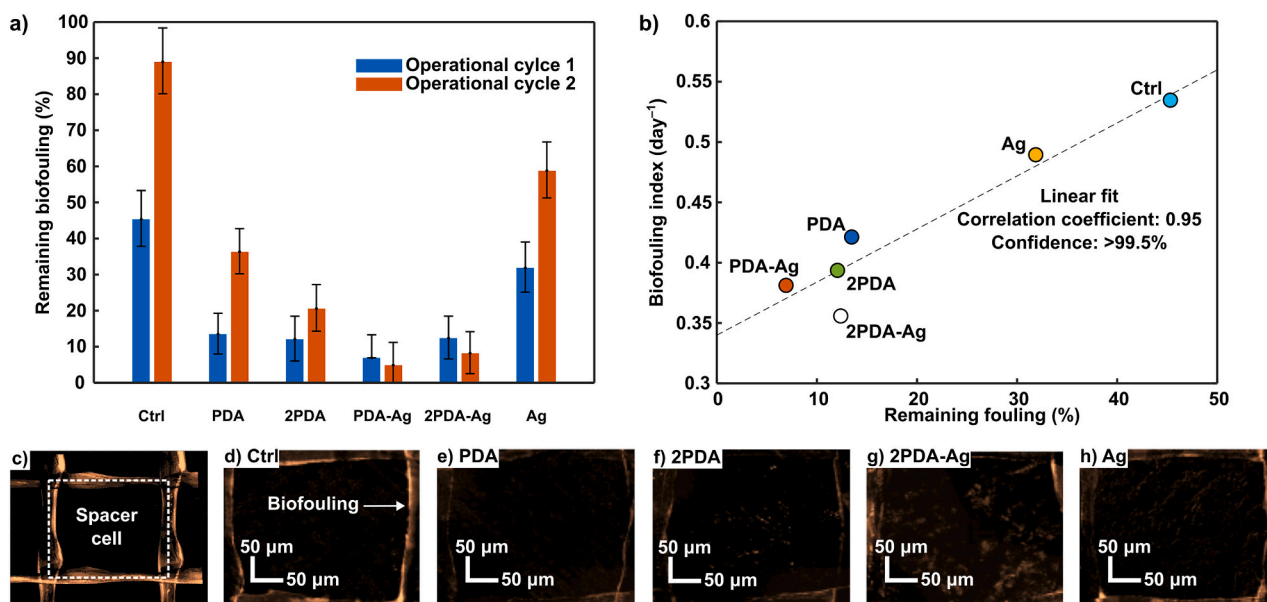 a)
100
90
80
70
60
50
40
30
20
10
0
Remaining biofouling (%)
Operational cylce 1
Operational cycle 2
Ctrl
PDA
2PDA
PDA-Ag
2PDA-Ag
Ag
b)
0.6
0.55
0.5
0.45
0.4
0.35
0.3
Biofouling index (day⁻¹)
Ctrl
Ag
Linear fit
Correlation coefficient: 0.95
Confidence: >99.5%
PDA
PDA-Ag
2PDA
2PDA-Ag
0
10
20
30
40
50
Remaining fouling (%)
c)
Spacer
cell
d) Ctrl
Biofouling
50 µm
50 µm
e) PDA
50 µm
50 µm
f) 2PDA
50 µm
50 µm
g) 2PDA-Ag
50 µm
50 µm
h) Ag
50 µm
50 µm